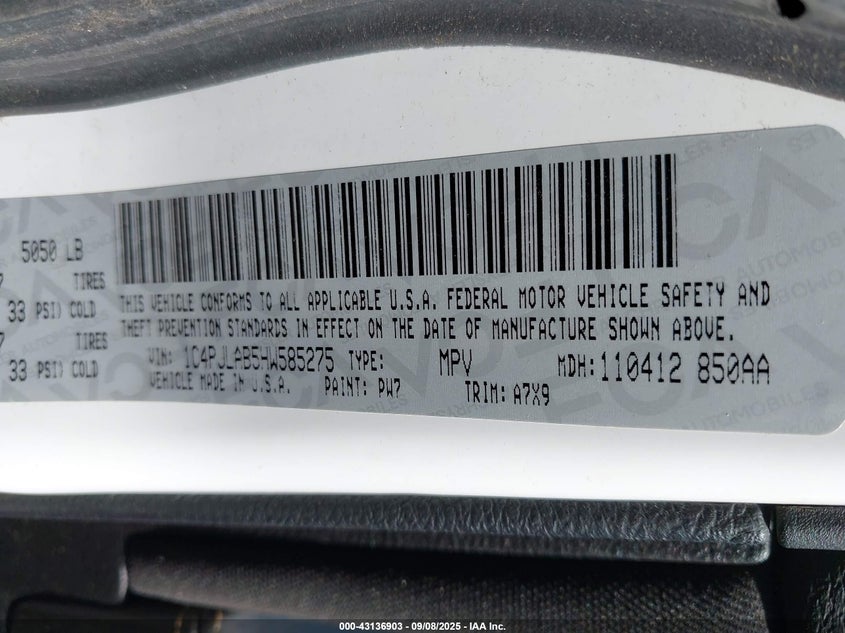 5050 LB
7 TIRES
33 PSI) COLD
7 TIRES
33 PSI) COLD
THIS VEHICLE CONFORMS TO ALL APPLICABLE U.S.A. FEDERAL MOTOR VEHICLE SAFETY AND
THEFT PREVENTION STANDARDS IN EFFECT ON THE DATE OF MANUFACTURE SHOWN ABOVE.
VIN: 1C4PJLAB5HW585275 TYPE: MPV MDH: 110412 850AA
VEHICLE MADE IN U.S.A. PAINT: PW7 TRIM: A7X9
000-43136903 - 09/08/2025 - IAA Inc.